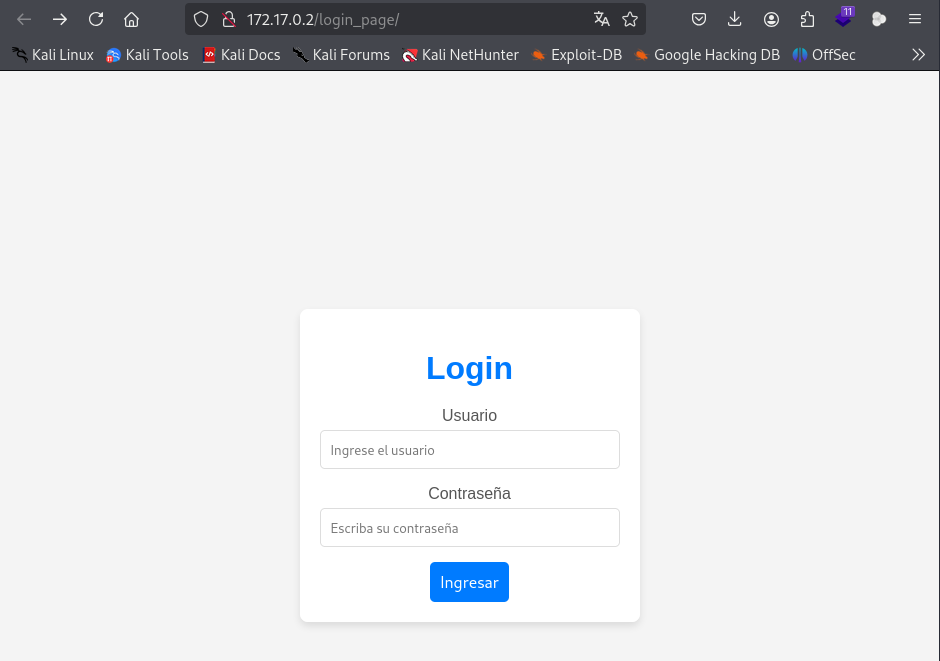 172.17.0.2/login_page/
11
Kali Linux Kali Tools Kali Docs Kali Forums Kali NetHunter Exploit-DB Google Hacking DB OffSec
Login
Usuario
Ingrese el usuario
Contraseña
Escriba su contraseña
Ingresar